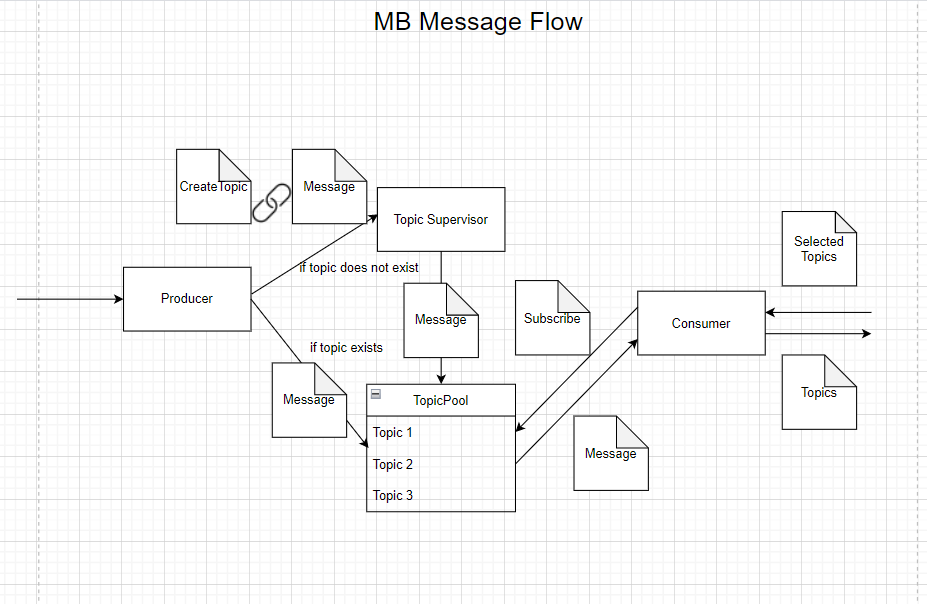 MB Message Flow
CreateTopic
Message
Topic Supervisor
Selected
Topics
if topic does not exist
Producer
Message
Subscribe
Consumer
if topic exists
Message
TopicPool
Topics
Topic 1
Topic 2
Topic 3
Message